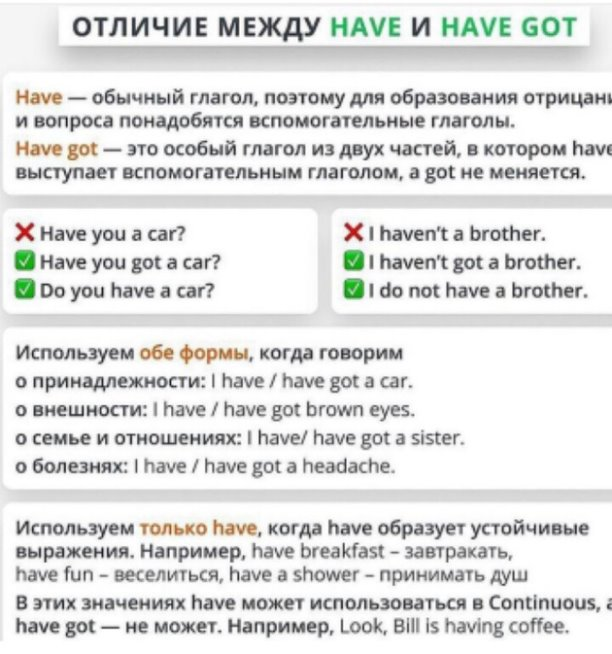 ОТЛИЧИЕ МЕЖДУ HAVE И HAVE GOT
Have — обычный глагол, поэтому для образования
и вопроса понадобятся вспомогательные глаголы.
Have got — это особый глагол из двух частей, в котором have
выступает вспомогательным глаголом, а got не меняется.
❌ Have you a car?
✅ Have you got a car?
✅ Do you have a car?
❌ I haven't a brother.
✅ I haven't got a brother.
✅ I do not have a brother.
Используем обе формы, когда говорим
о принадлежности: I have / have got a car.
о внешности: I have / have got brown eyes.
о семье и отношениях: I have/ have got a sister.
о болезнях: I have / have got a headache.
Используем только have, когда have образует устойчивые
выражения. Например, have breakfast – завтракать,
have fun – веселиться, have a shower – принимать душ
В этих значениях have может использоваться в Continuous, а
have got — не может. Например, Look, Bill is having coffee.